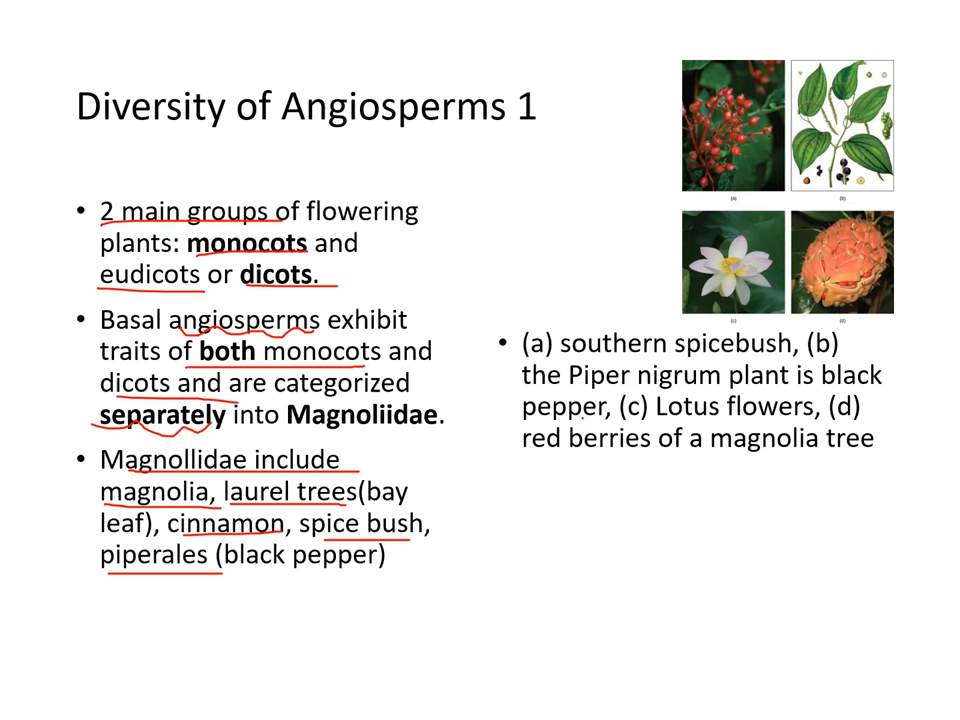 Diversity of Angiosperms 1
• 2 main groups of flowering
plants: monocots and
eudicots or dicots.
• Basal angiosperms exhibit
traits of both monocots and
dicots and are categorized
separately into Magnoliidae.
• Magnollidae include
magnolia, laurel trees(bay
leaf), cinnamon, spice bush,
piperales (black pepper)
(a) (b)
(c) (d)
• (a) southern spicebush, (b)
the Piper nigrum plant is black
pepper, (c) Lotus flowers, (d)
red berries of a magnolia tree